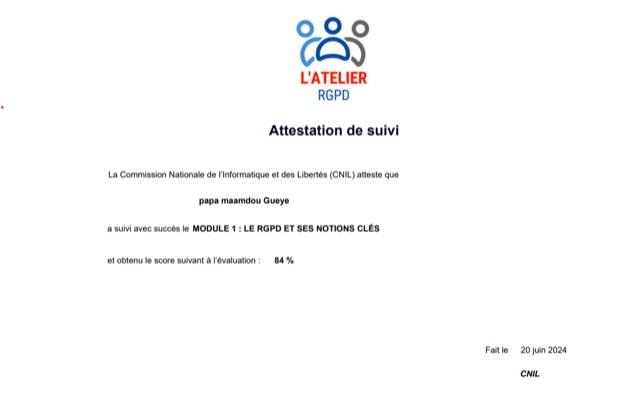 L'ATELIER
RGPD
Attestation de suivi
La Commission Nationale de l'Informatique et des Libertés (CNIL) atteste que
papa maamdou Gueye
a suivi avec succès le MODULE 1 : LE RGPD ET SES NOTIONS CLÉS
et obtenu le score suivant à l'évaluation : 84 %
Fait le 20 juin 2024
CNIL